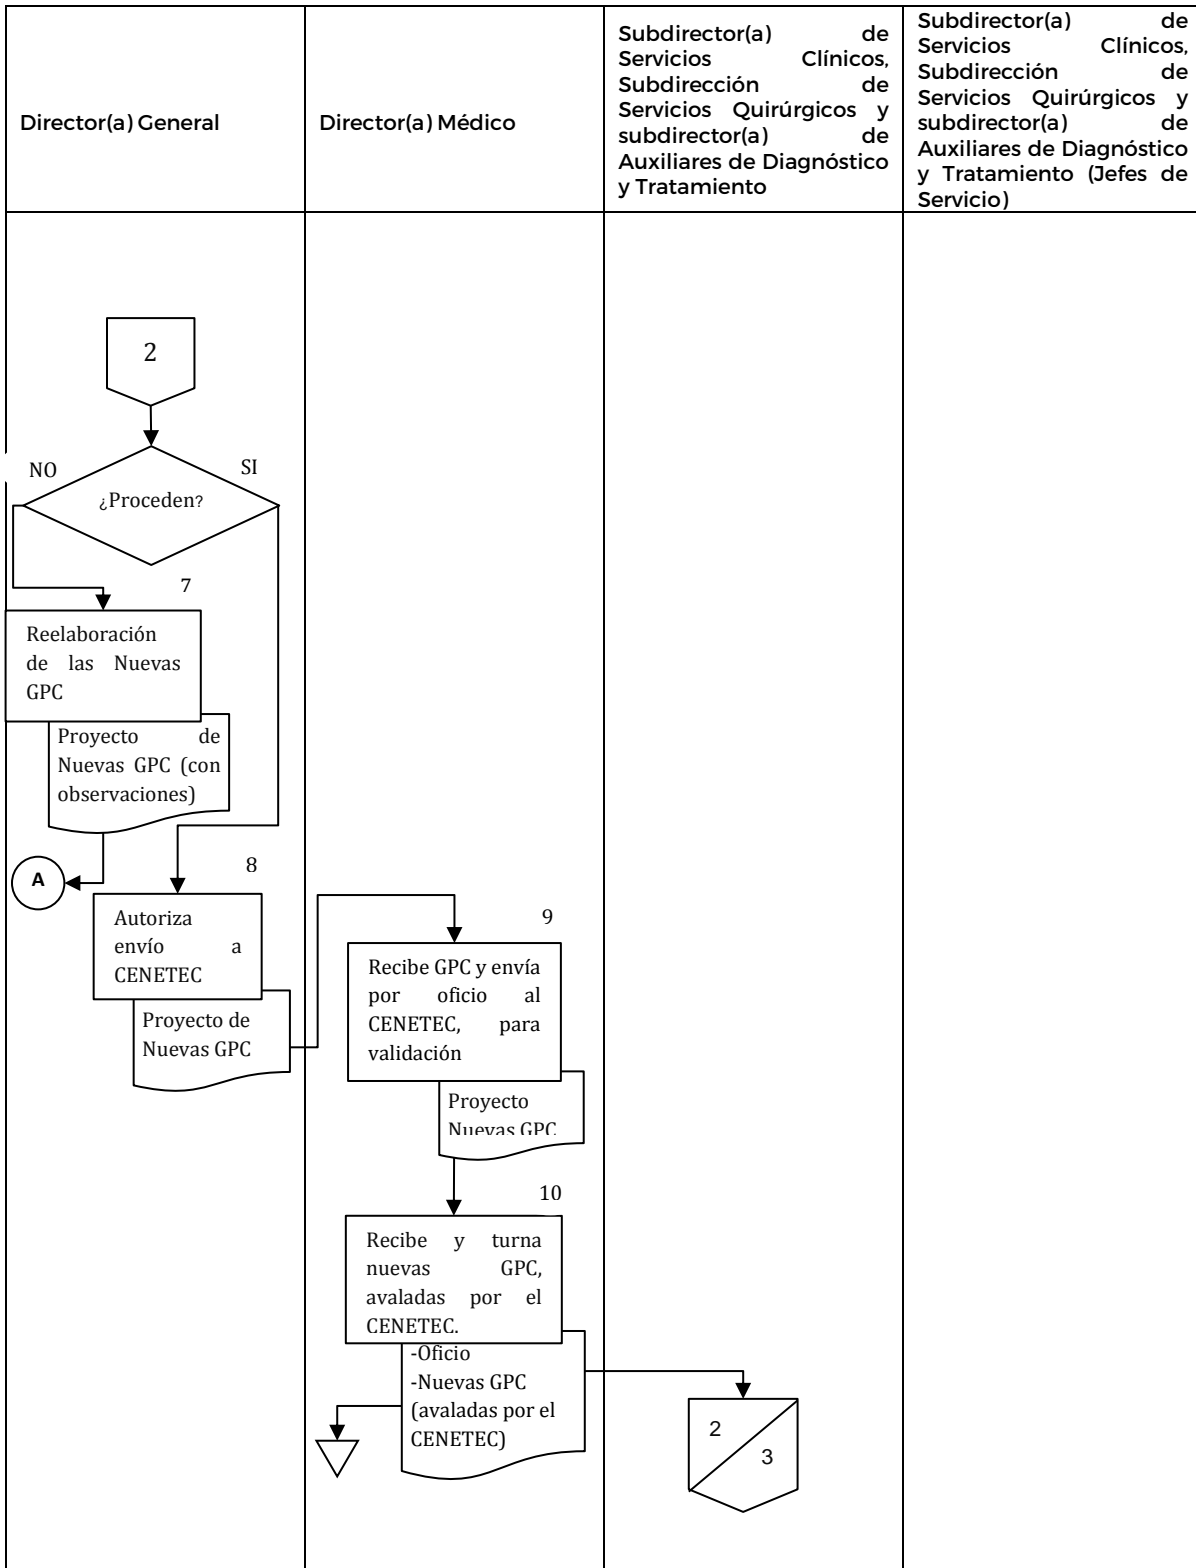 Director(a) General
Director(a) Médico
Subdirector(a) de
Servicios Clínicos,
Subdirección de
Servicios Quirúrgicos y
subdirector(a) de
Auxiliares de Diagnóstico
y Tratamiento
Subdirector(a) de
Servicios Clínicos,
Subdirección de
Servicios Quirúrgicos y
subdirector(a) de
Auxiliares de Diagnóstico
y Tratamiento (Jefes de
Servicio)
2
NO
SI
¿Proceden?
7
Reelaboración
de las Nuevas
GPC
Proyecto de
Nuevas GPC (con
observaciones)
A
8
Autoriza
envío a
CENETEC
Proyecto de
Nuevas GPC
9
Recibe GPC y envía
por oficio al
CENETEC, para
validación
Proyecto
Nuevas GPC
10
Recibe y turna
nuevas GPC,
avaladas por el
CENETEC.
-Oficio
-Nuevas GPC
(avaladas por el
CENETEC)
2
3